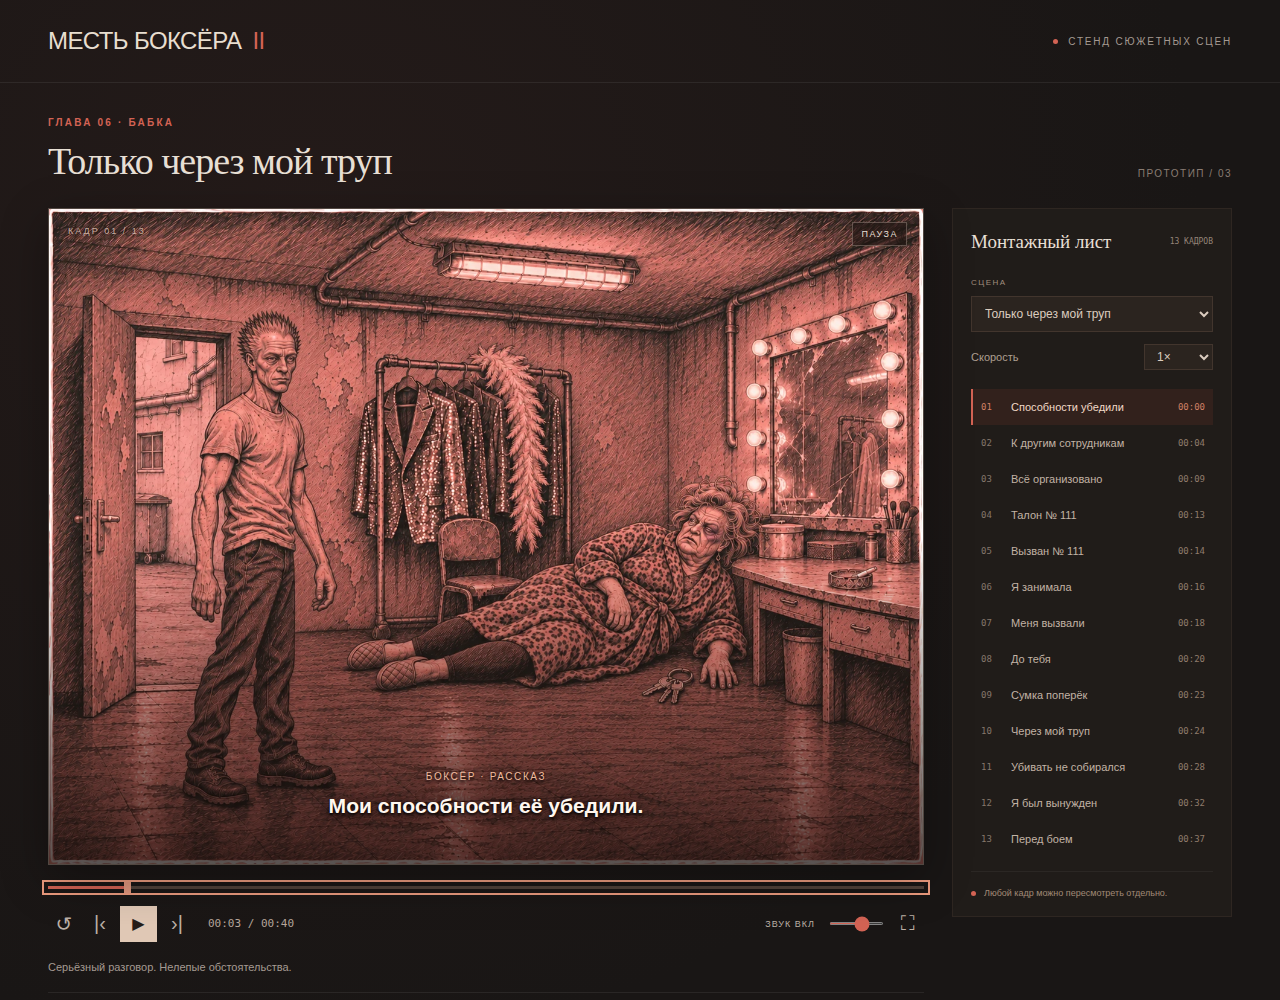 МЕСТЬ БОКСЁРА II
СТЕНД СЮЖЕТНЫХ СЦЕН
ГЛАВА 06 · БАБКА
Только через мой труп
ПРОТОТИП / 03
КАДР 01 / 13
ПАУЗА
БОКСЁР · РАССКАЗ
Мои способности её убедили.
00:03 / 00:40
ЗВУК ВКЛ
Серьёзный разговор. Нелепые обстоятельства.
Монтажный лист
13 КАДРОВ
СЦЕНА
Только через мой труп
Скорость 1×
01 Способности убедили 00:00
02 К другим сотрудникам 00:04
03 Всё организовано 00:09
04 Талон № 111 00:13
05 Вызван № 111 00:14
06 Я занимала 00:16
07 Меня вызвали 00:18
08 До тебя 00:20
09 Сумка поперёк 00:23
10 Через мой труп 00:24
11 Убивать не собирался 00:28
12 Я был вынужден 00:32
13 Перед боем 00:37
Любой кадр можно пересмотреть отдельно.